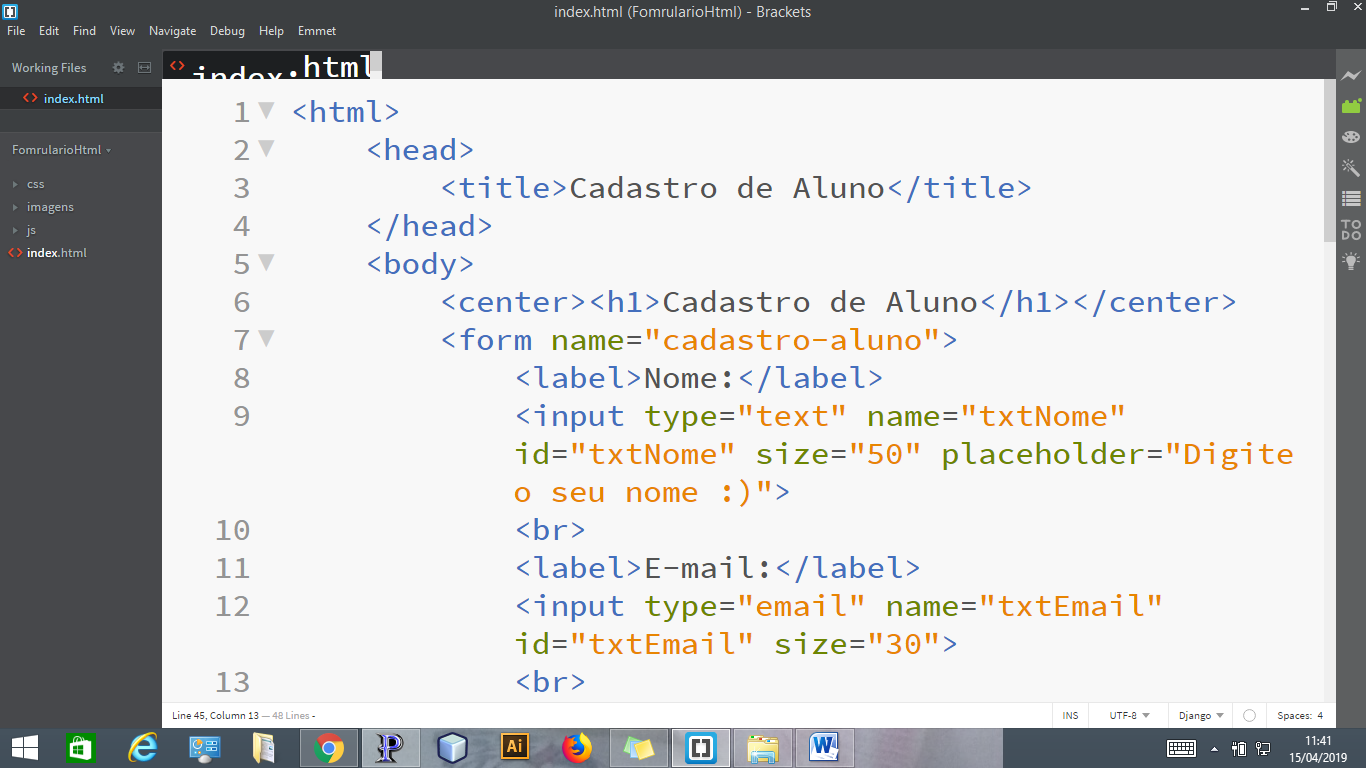 index.html (FomrularioHtml) - Brackets
File Edit Find View Navigate Debug Help Emmet
Working Files
index.html
FomrularioHtml
css
imagens
js
index.html
index.html
1 <html>
2 <head>
3 <title>Cadastro de Aluno</title>
4 </head>
5 <body>
6 <center><h1>Cadastro de Aluno</h1></center>
7 <form name="cadastro-aluno">
8 <label>Nome:</label>
9 <input type="text" name="txtNome"
id="txtNome" size="50" placeholder="Digite
o seu nome :)">
10 <br>
11 <label>E-mail:</label>
12 <input type="email" name="txtEmail"
id="txtEmail" size="30">
13 <br>
TO
DO
Line 45, Column 13 — 48 Lines -
INS UTF-8 Django Spaces: 4
Ai
11:41
15/04/2019